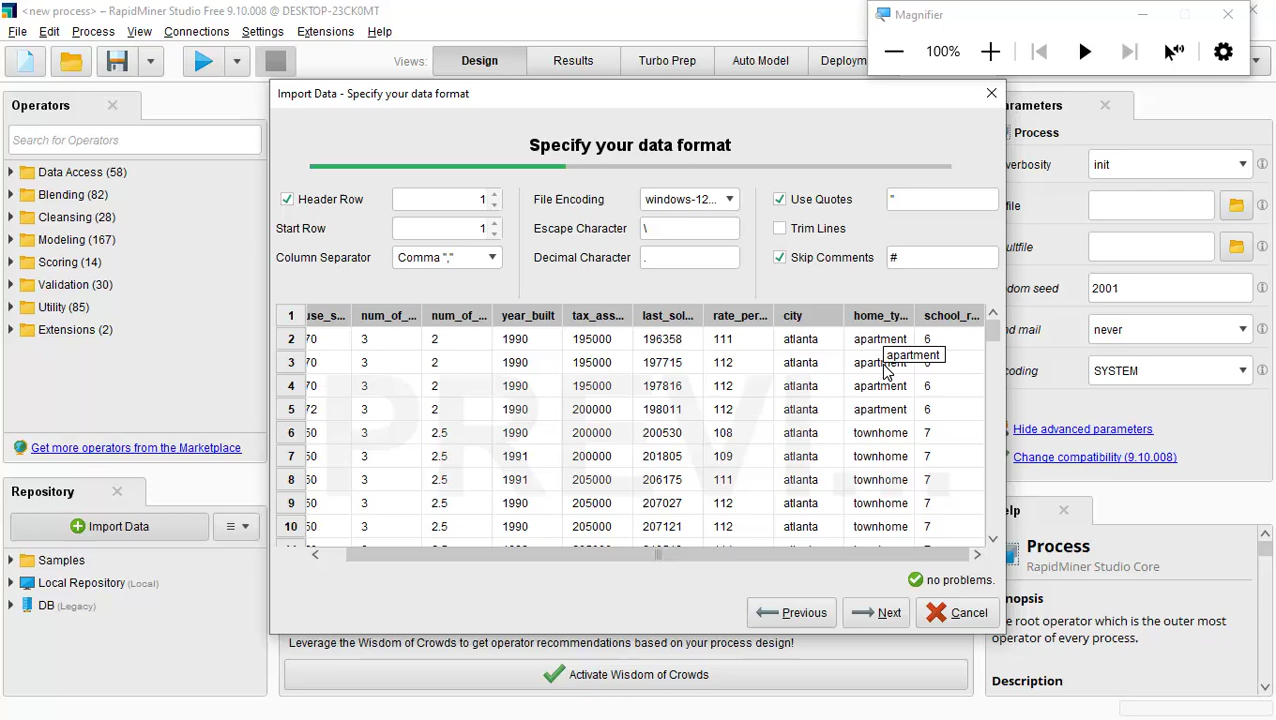 <new process> – RapidMiner Studio Free 9.10.008 @ DESKTOP-23CK0MT
Magnifier
File Edit Process View Connections Settings Extensions Help
100%
Views: Design Results Turbo Prep Auto Model Deploym
Operators
Search for Operators
Data Access (58)
Blending (82)
Cleansing (28)
Modeling (167)
Scoring (14)
Validation (30)
Utility (85)
Extensions (2)
Get more operators from the Marketplace
Repository
Import Data
Samples
Local Repository (Local)
DB (Legacy)
Import Data - Specify your data format
Specify your data format
Header Row 1 File Encoding windows-12... Use Quotes "
Start Row 1 Escape Character \ Trim Lines
Column Separator Comma "," Decimal Character . Skip Comments #
1 use_s... num_of_... num_of_... year_built tax_ass... last_sol... rate_per... city home_ty... school_r...
2 70 3 2 1990 195000 196358 111 atlanta apartment 6
apartment
3 70 3 2 1990 195000 197715 112 atlanta apartment 6
4 70 3 2 1990 195000 197816 112 atlanta apartment 6
5 72 3 2 1990 200000 198011 112 atlanta apartment 6
6 50 3 2.5 1990 200000 200530 108 atlanta townhome 7
7 50 3 2.5 1991 200000 201805 109 atlanta townhome 7
8 50 3 2.5 1991 205000 206175 111 atlanta townhome 7
9 50 3 2.5 1990 205000 207027 112 atlanta townhome 7
10 50 3 2.5 1990 205000 207121 112 atlanta townhome 7
PREVI...
no problems.
Previous Next Cancel
Leverage the Wisdom of Crowds to get operator recommendations based on your process design!
Activate Wisdom of Crowds
arameters
Process
verbosity init
file
sultfile
dom seed 2001
nd mail never
coding SYSTEM
Hide advanced parameters
Change compatibility (9.10.008)
elp
Process
RapidMiner Studio Core
nopsis
e root operator which is the outer most
operator of every process.
Description